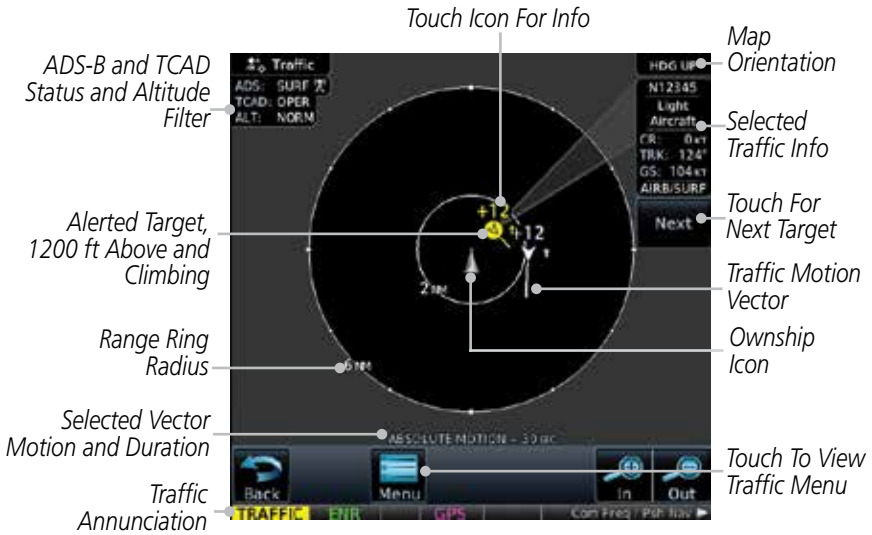 Touch Icon For Info
ADS-B and TCAD
Status and Altitude
Filter
Map
Orientation
Traffic
ADS: SURF
TCAD: OPER
ALT: NORM
HDG UP
N12345
Light
Aircraft
CR: 0KT
TRK: 124°
GS: 104KT
AIRB/SURF
Selected
Traffic Info
Alerted Target,
1200 ft Above and
Climbing
+12
+12
Next
Touch For
Next Target
2NM
Traffic Motion
Vector
Range Ring
Radius
6NM
Ownship
Icon
Selected Vector
Motion and Duration
ABSOLUTE MOTION - 30 SEC
Back
Menu
In
Out
Touch To View
Traffic Menu
Traffic
Annunciation
TRAFFIC ENR GPS Com Freq / Psh Nav